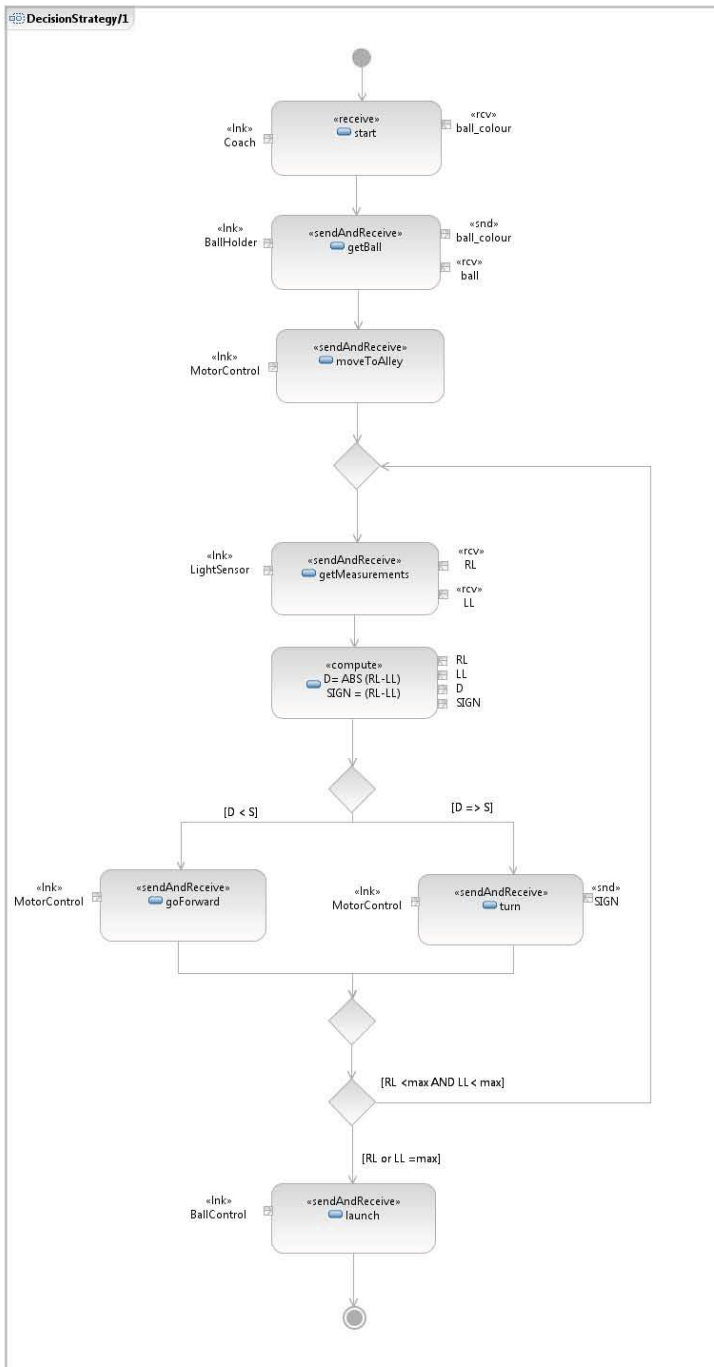 DecisionStrategy/1
«receive»
start
«lnk»
Coach
«rcv»
ball_colour
«sendAndReceive»
getBall
«lnk»
BallHolder
«snd»
ball_colour
«rcv»
ball
«sendAndReceive»
moveToAlley
«lnk»
MotorControl
«sendAndReceive»
getMeasurements
«lnk»
LightSensor
«rcv»
RL
«rcv»
LL
«compute»
D= ABS (RL-LL)
SIGN = (RL-LL)
RL
LL
D
SIGN
[D < S]
[D => S]
«lnk»
MotorControl
«sendAndReceive»
goForward
«lnk»
MotorControl
«sendAndReceive»
turn
«snd»
SIGN
[RL <max AND LL< max]
[RL or LL =max]
«lnk»
BallControl
«sendAndReceive»
launch